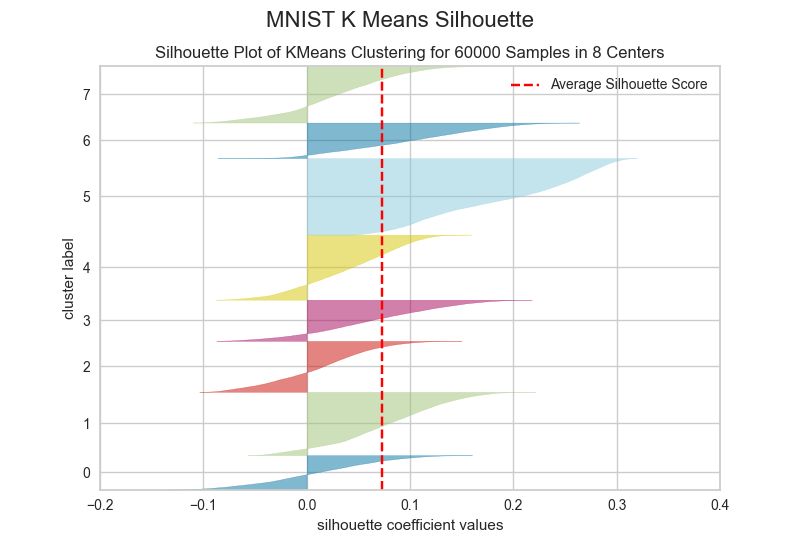 MNIST K Means Silhouette
Silhouette Plot of KMeans Clustering for 60000 Samples in 8 Centers
Average Silhouette Score
7
6
5
4
3
2
1
0
cluster label
−0.2 −0.1 0.0 0.1 0.2 0.3 0.4
silhouette coefficient values